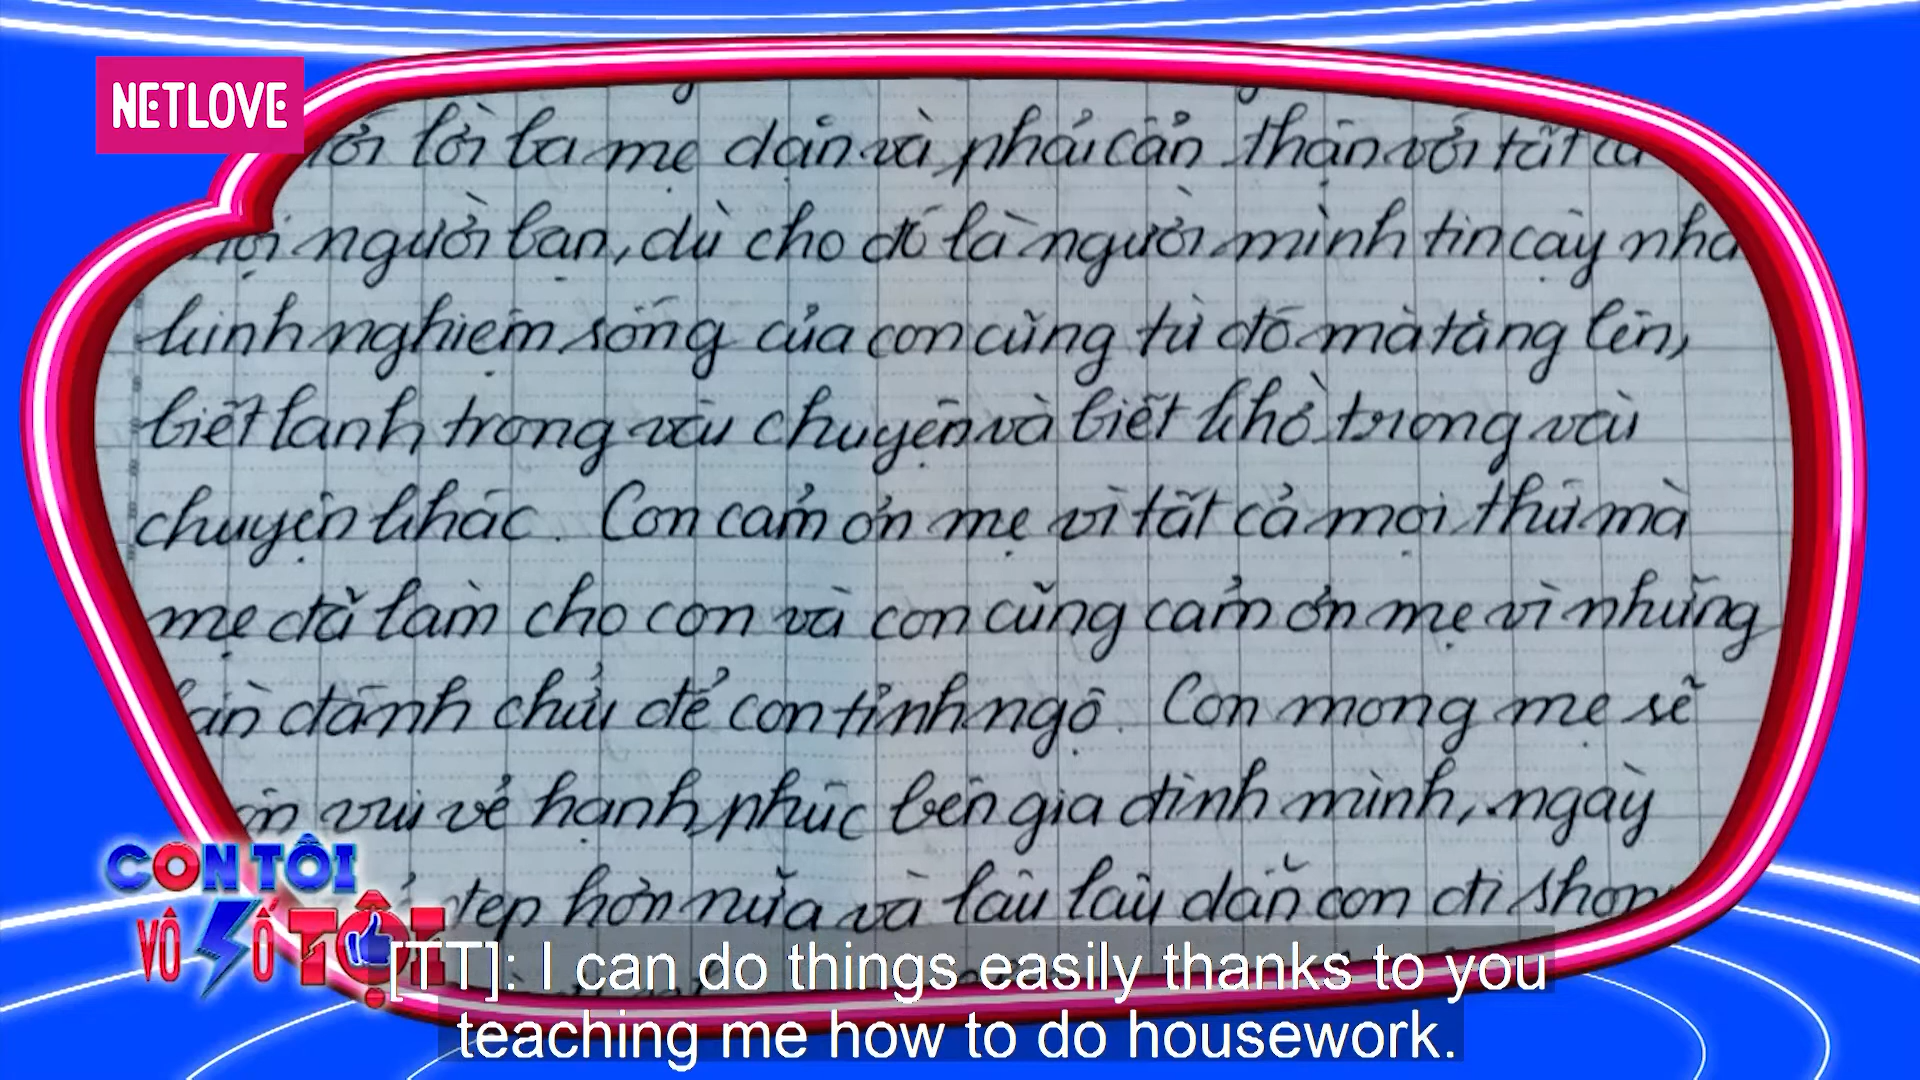 NETLOVE
lời ba mẹ dặn và phải cẩn thận với tất cả
người bạn, dù cho đó là người mình tin cậy nhất
kinh nghiệm sống của con cũng từ đó mà tăng lên,
biết lanh trong vài chuyện và biết khờ trong vài
chuyện khác. Con cảm ơn mẹ vì tất cả mọi thứ mà
mẹ đã làm cho con và con cũng cảm ơn mẹ vì những
đánh chửi để con tỉnh ngộ. Con mong mẹ sẽ
vui vẻ hạnh phúc bên gia đình mình, ngày
đẹp hơn nữa và lâu lâu dẫn con đi
CON TÔI
VÔ SỐ TỘI
[TT]: I can do things easily thanks to you
teaching me how to do housework.